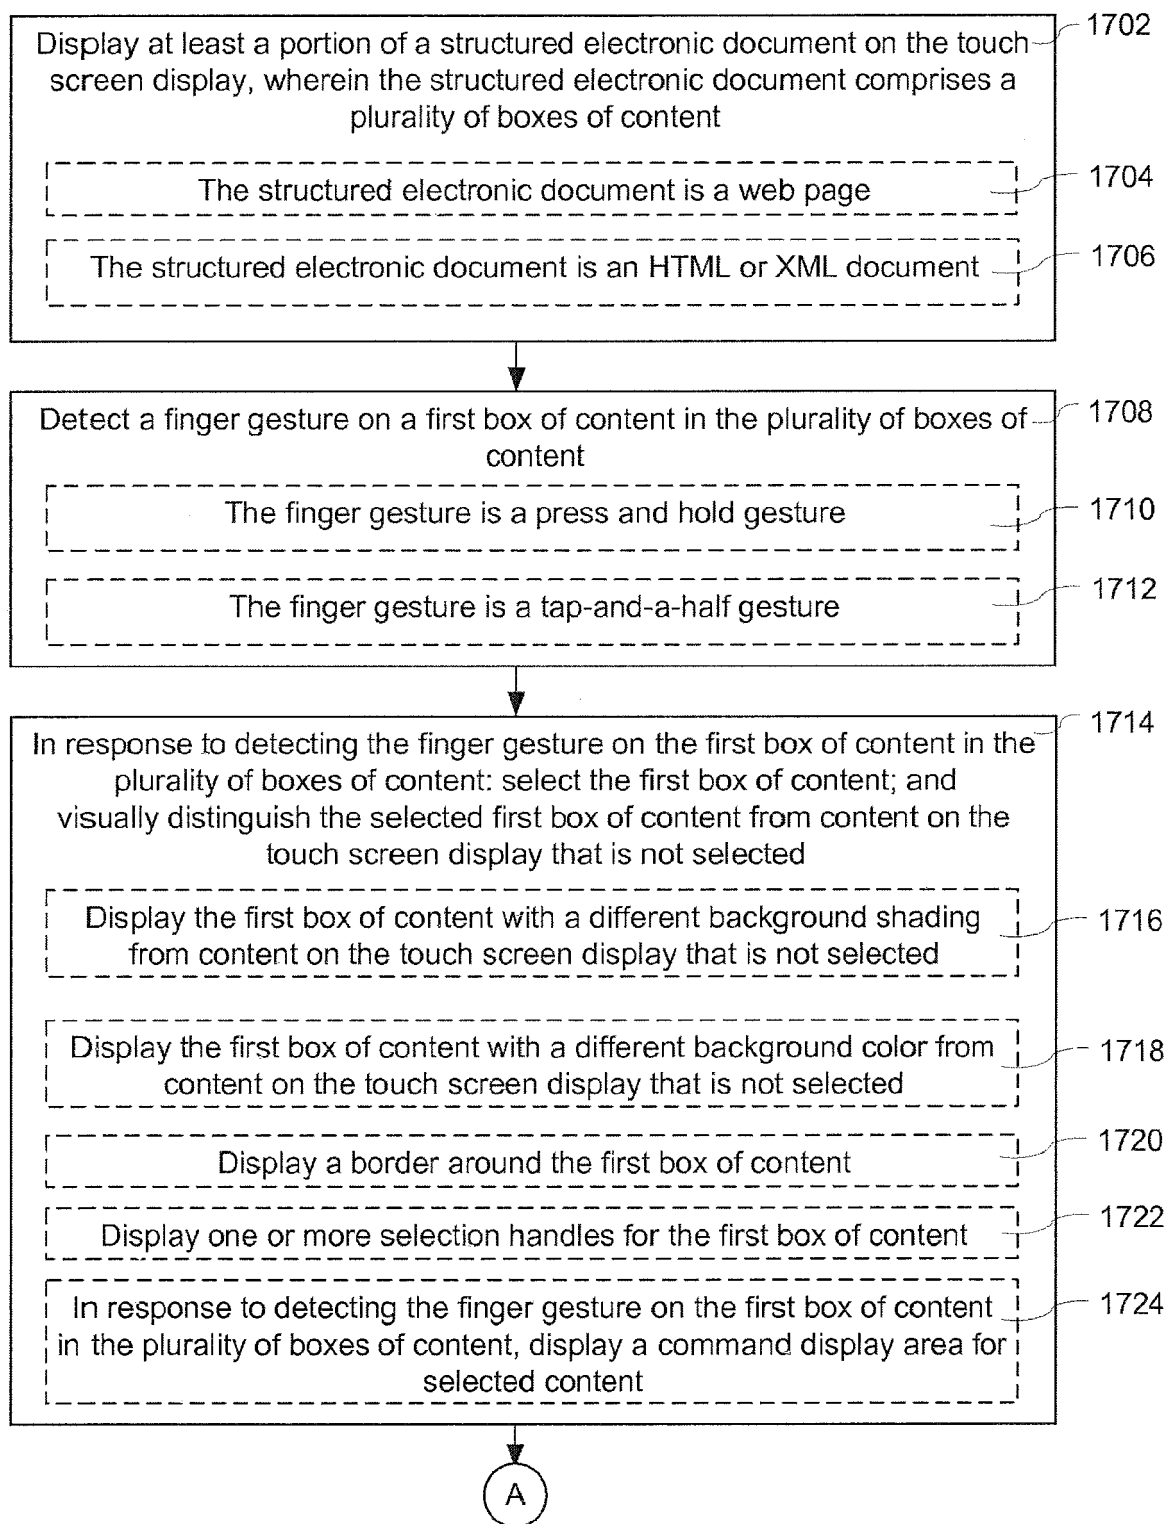 Display at least a portion of a structured electronic document on the touch
screen display, wherein the structured electronic document comprises a
plurality of boxes of content
1702
The structured electronic document is a web page
1704
The structured electronic document is an HTML or XML document
1706
Detect a finger gesture on a first box of content in the plurality of boxes of
content
1708
The finger gesture is a press and hold gesture
1710
The finger gesture is a tap-and-a-half gesture
1712
In response to detecting the finger gesture on the first box of content in the
plurality of boxes of content: select the first box of content; and
visually distinguish the selected first box of content from content on the
touch screen display that is not selected
1714
Display the first box of content with a different background shading
from content on the touch screen display that is not selected
1716
Display the first box of content with a different background color from
content on the touch screen display that is not selected
1718
Display a border around the first box of content
1720
Display one or more selection handles for the first box of content
1722
In response to detecting the finger gesture on the first box of content
in the plurality of boxes of content, display a command display area for
selected content
1724
A